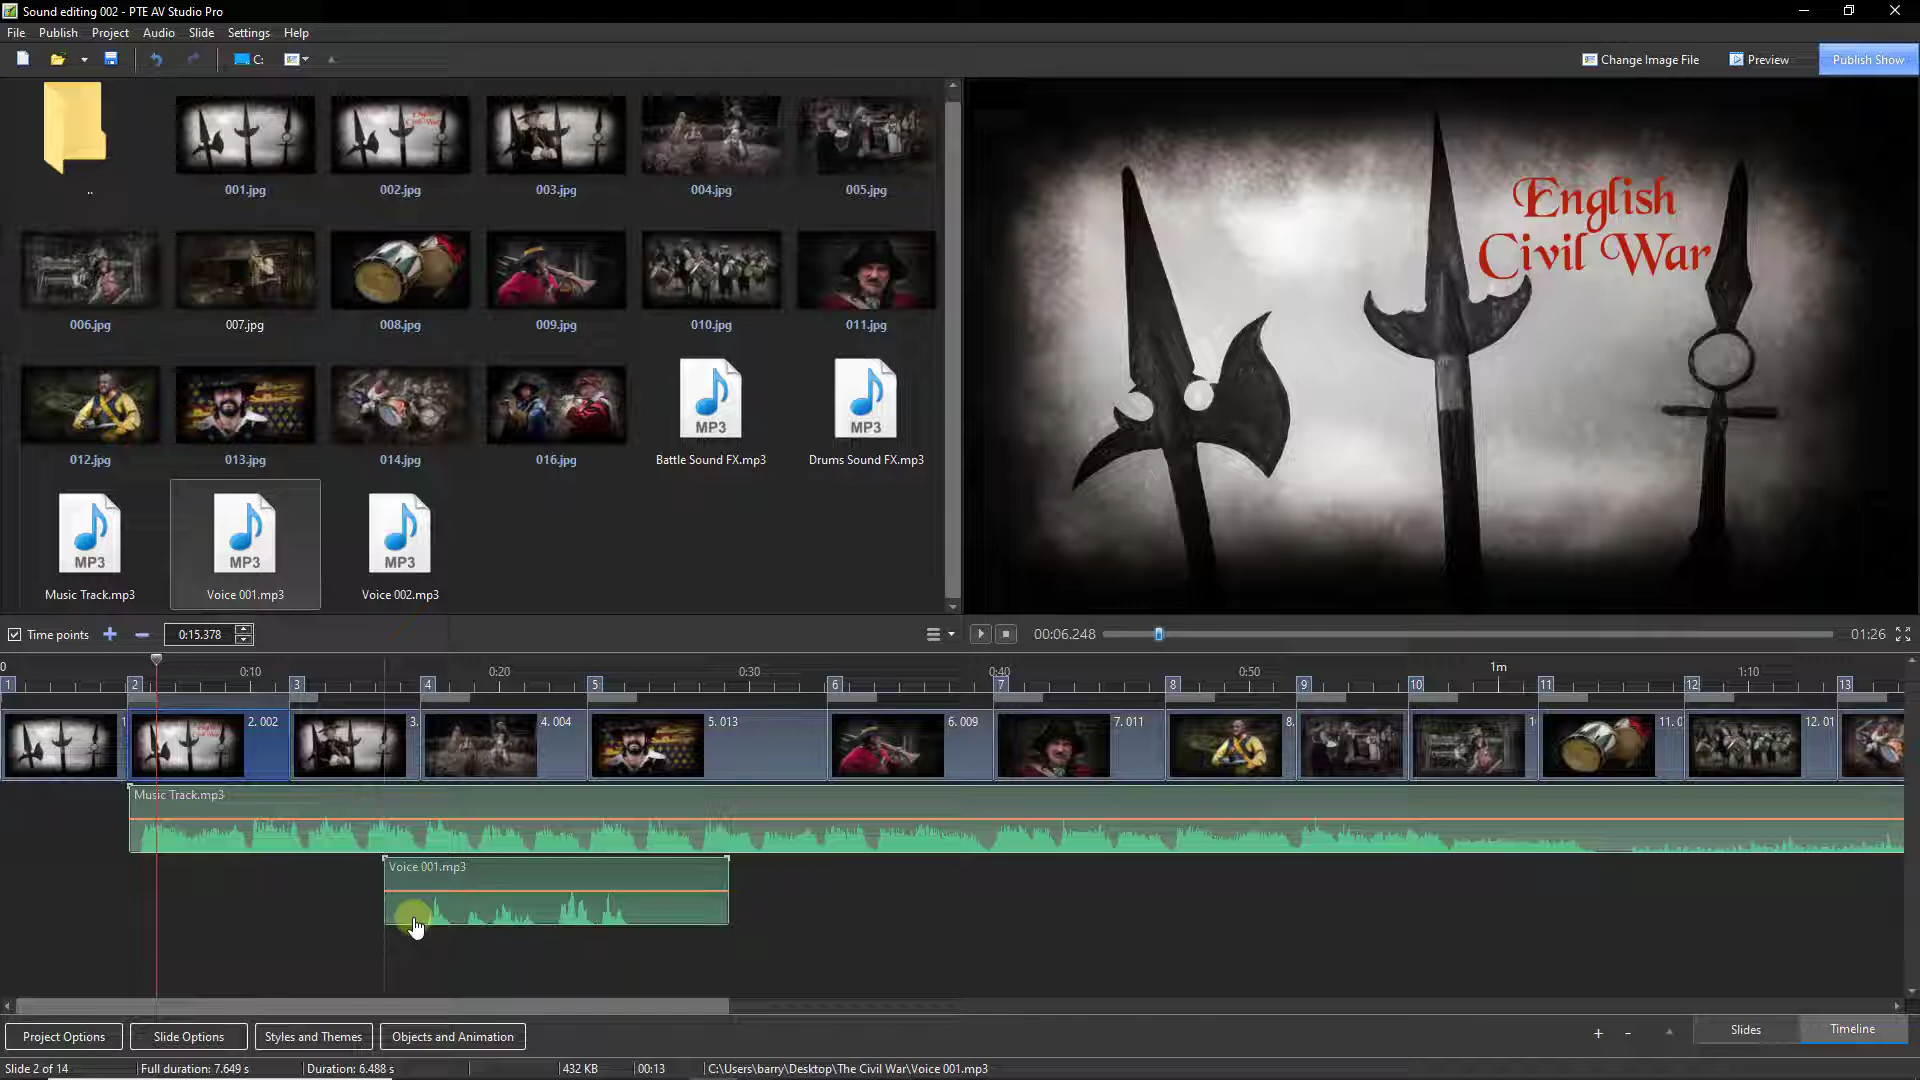 Sound editing 002 - PTE AV Studio Pro
File Publish Project Audio Slide Settings Help
C:
Change Image File Preview Publish Show
..
001.jpg 002.jpg 003.jpg 004.jpg 005.jpg
006.jpg 007.jpg 008.jpg 009.jpg 010.jpg 011.jpg
MP3 MP3
012.jpg 013.jpg 014.jpg 016.jpg Battle Sound FX.mp3 Drums Sound FX.mp3
MP3 MP3 MP3
Music Track.mp3 Voice 001.mp3 Voice 002.mp3
English
Civil War
Time points 0:15.378 00:06.248 01:26
0 0:10 0:20 0:30 0:40 0:50 1m 1:10
1 2 3 4 5 6 7 8 9 10 11 12 13
1 2. 002 3. 4. 004 5. 013 6. 009 7. 011 8. 9. 1 11. 0 12. 01
Music Track.mp3
Voice 001.mp3
Project Options Slide Options Styles and Themes Objects and Animation + - Slides Timeline
Slide 2 of 14 Full duration: 7.649 s Duration: 6.488 s 432 KB 00:13 C:\Users\barry\Desktop\The Civil War\Voice 001.mp3